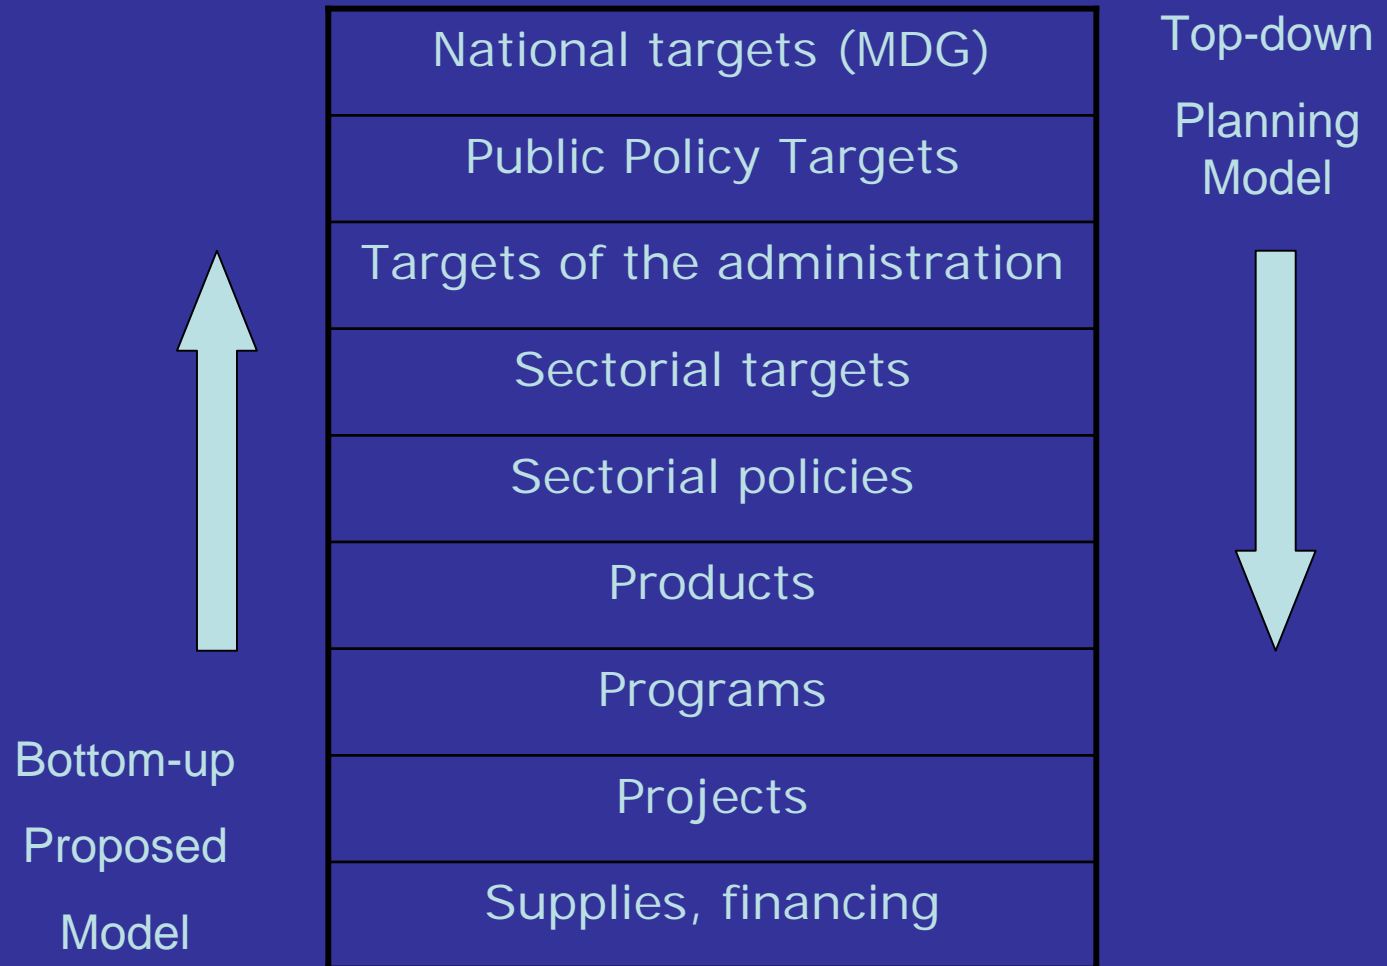 National targets (MDG)
Public Policy Targets
Targets of the administration
Sectorial targets
Sectorial policies
Products
Programs
Projects
Supplies, financing
Top-down
Planning
Model
Bottom-up
Proposed
Model